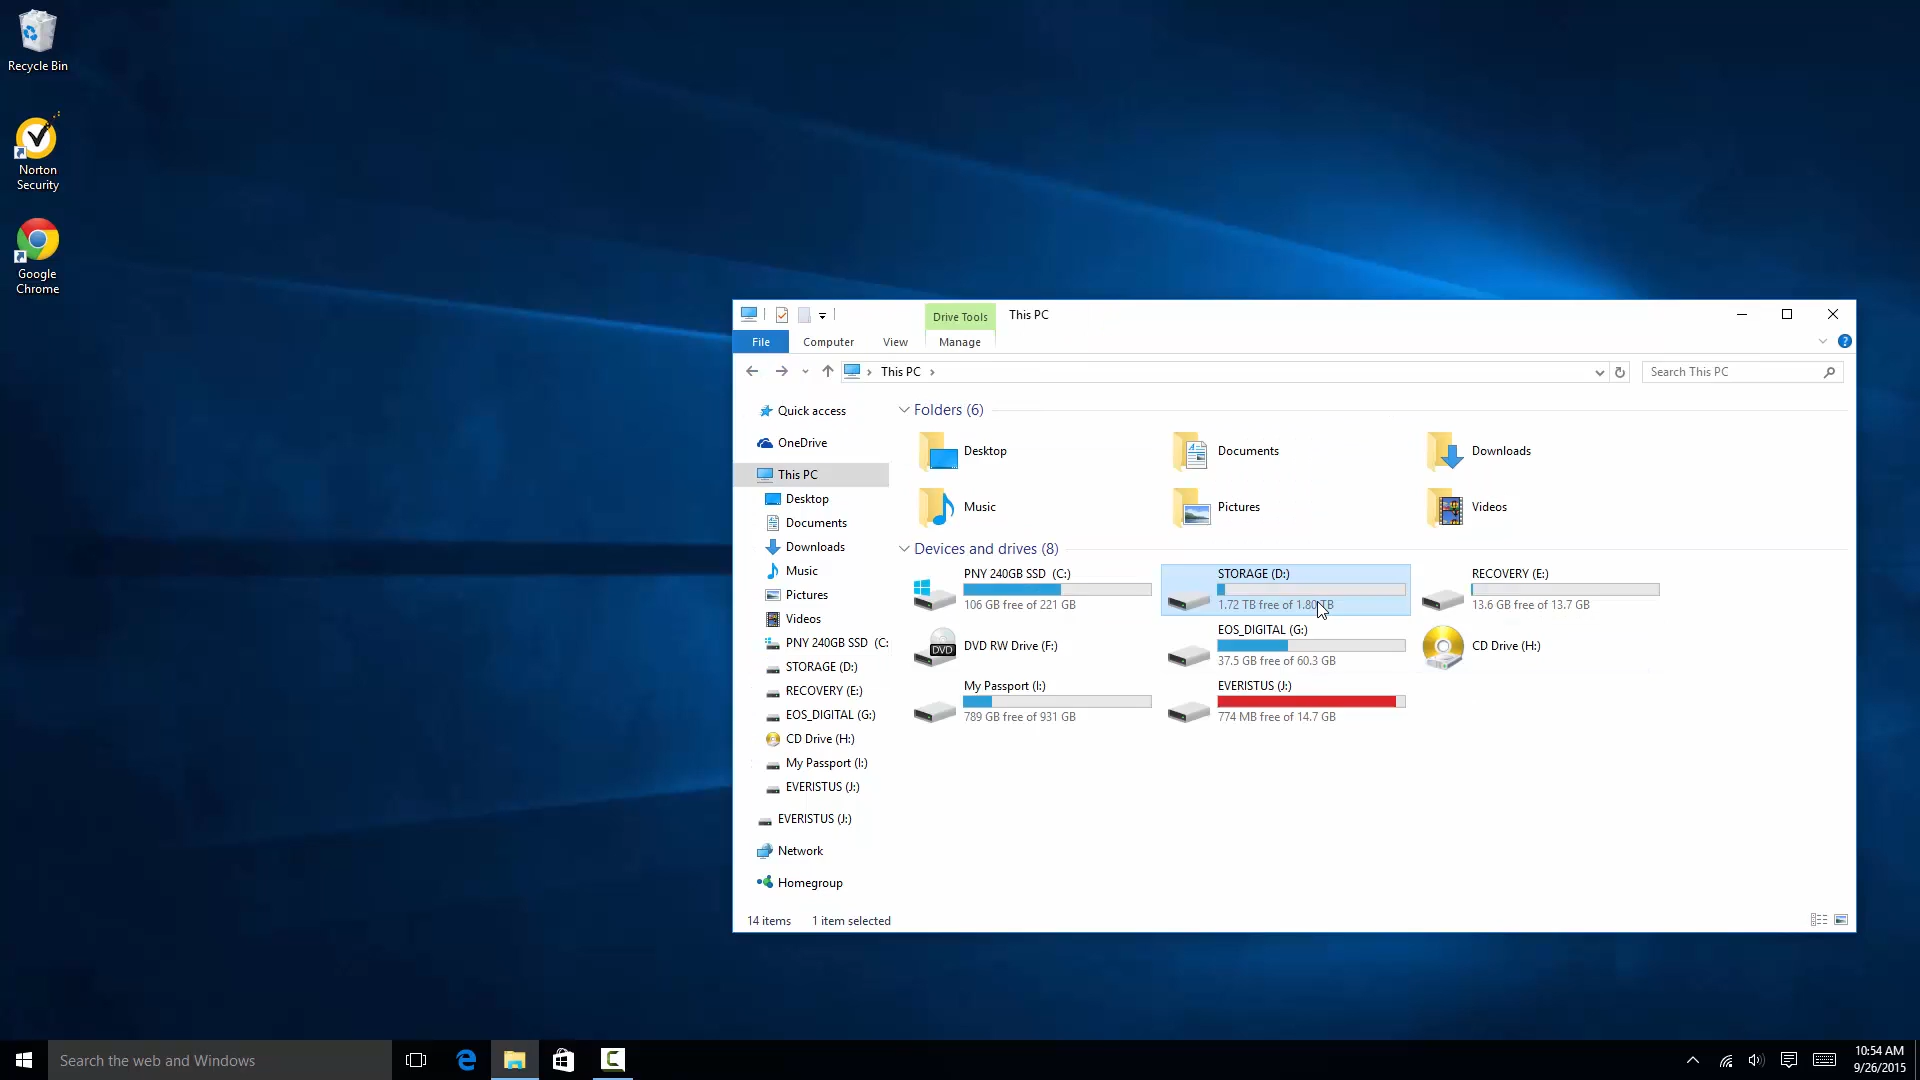 Recycle Bin
Norton
Security
Google
Chrome
Drive Tools
This PC
File
Computer
View
Manage
This PC
Search This PC
Quick access
OneDrive
This PC
Desktop
Documents
Downloads
Music
Pictures
Videos
PNY 240GB SSD (C:
STORAGE (D:)
RECOVERY (E:)
EOS_DIGITAL (G:)
CD Drive (H:)
My Passport (I:)
EVERISTUS (J:)
EVERISTUS (J:)
Network
Homegroup
Folders (6)
Desktop
Documents
Downloads
Music
Pictures
Videos
Devices and drives (8)
PNY 240GB SSD (C:)
106 GB free of 221 GB
STORAGE (D:)
1.72 TB free of 1.80 TB
RECOVERY (E:)
13.6 GB free of 13.7 GB
DVD
DVD RW Drive (F:)
EOS_DIGITAL (G:)
37.5 GB free of 60.3 GB
CD Drive (H:)
My Passport (I:)
789 GB free of 931 GB
EVERISTUS (J:)
774 MB free of 14.7 GB
14 items
1 item selected
Search the web and Windows
10:54 AM
9/26/2015